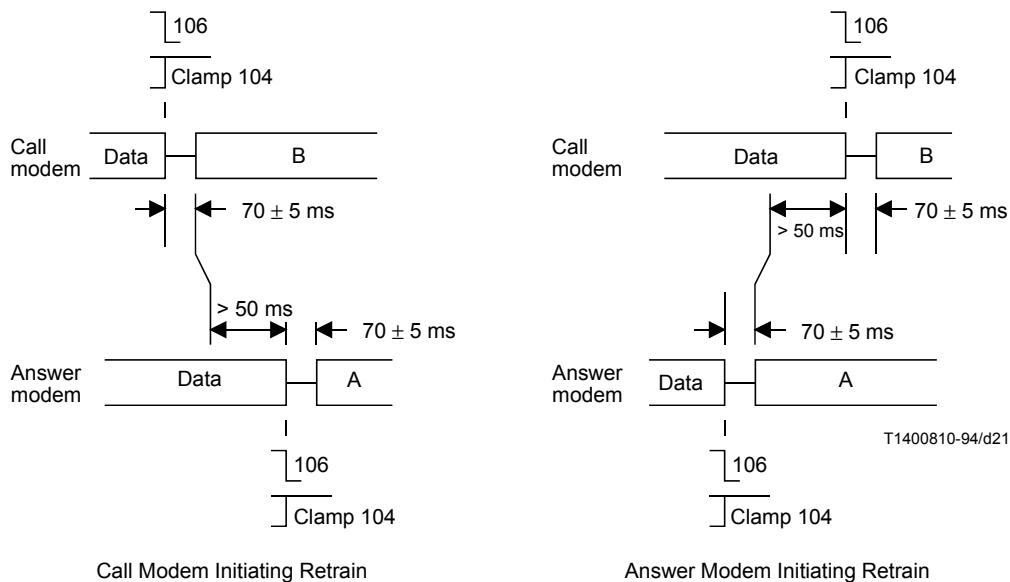 106
Clamp 104
Call
modem
Data
B
70 ± 5 ms
> 50 ms
70 ± 5 ms
Answer
modem
Data
A
106
Clamp 104
Call Modem Initiating Retrain
106
Clamp 104
Call
modem
Data
B
> 50 ms
70 ± 5 ms
70 ± 5 ms
Answer
modem
Data
A
T1400810-94/d21
106
Clamp 104
Answer Modem Initiating Retrain